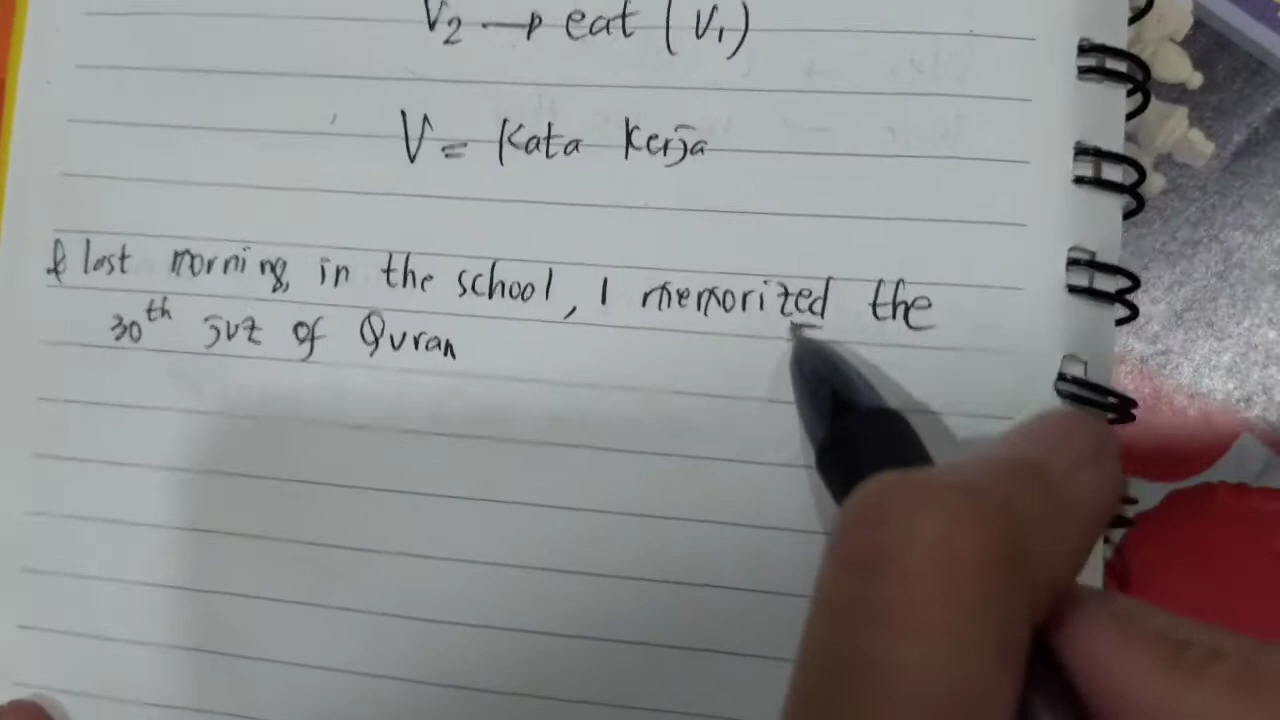 V2 → eat (V1)
V = Kata Kerja
last morning, in the school, I memorized the
30th juz of Quran